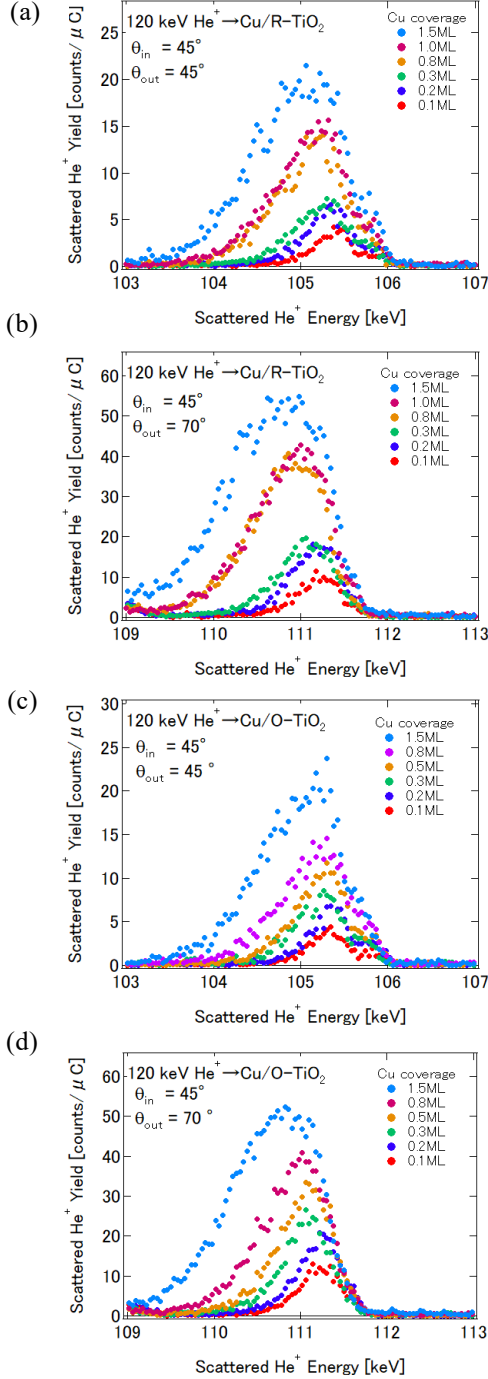 (a)
120 keV He⁺→Cu/R-TiO₂
θin = 45°
θout = 45°
Cu coverage
1.5ML
1.0ML
0.8ML
0.3ML
0.2ML
0.1ML
Scattered He⁺ Yield [counts/μC]
25
20
15
10
5
0
103 104 105 106 107
Scattered He⁺ Energy [keV]
(b)
120 keV He⁺→Cu/R-TiO₂
θin = 45°
θout = 70°
Cu coverage
1.5ML
1.0ML
0.8ML
0.3ML
0.2ML
0.1ML
Scattered He⁺ Yield [counts/μC]
60
50
40
30
20
10
0
109 110 111 112 113
Scattered He⁺ Energy [keV]
(c)
120 keV He⁺→Cu/O-TiO₂
θin = 45°
θout = 45°
Cu coverage
1.5ML
0.8ML
0.5ML
0.3ML
0.2ML
0.1ML
Scattered He⁺ Yield [counts/μC]
30
25
20
15
10
5
0
103 104 105 106 107
Scattered He⁺ Energy [keV]
(d)
120 keV He⁺→Cu/O-TiO₂
θin = 45°
θout = 70 °
Cu coverage
1.5ML
0.8ML
0.5ML
0.3ML
0.2ML
0.1ML
Scattered He⁺ Yield [counts/μC]
60
50
40
30
20
10
0
109 110 111 112 113
Scattered He⁺ Energy [keV]